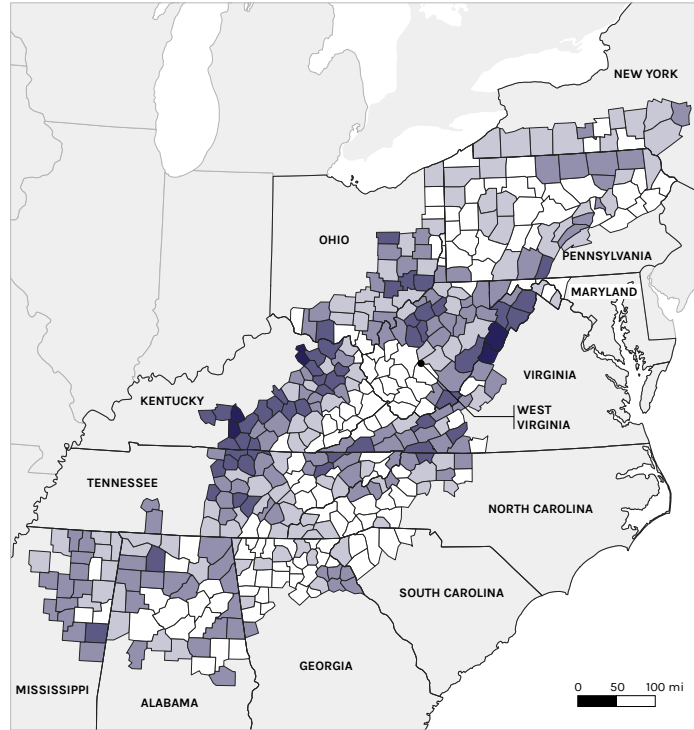 NEW YORK
OHIO
PENNSYLVANIA
MARYLAND
VIRGINIA
KENTUCKY
WEST
VIRGINIA
TENNESSEE
NORTH CAROLINA
SOUTH CAROLINA
GEORGIA
MISSISSIPPI
ALABAMA
0 50 100 mi